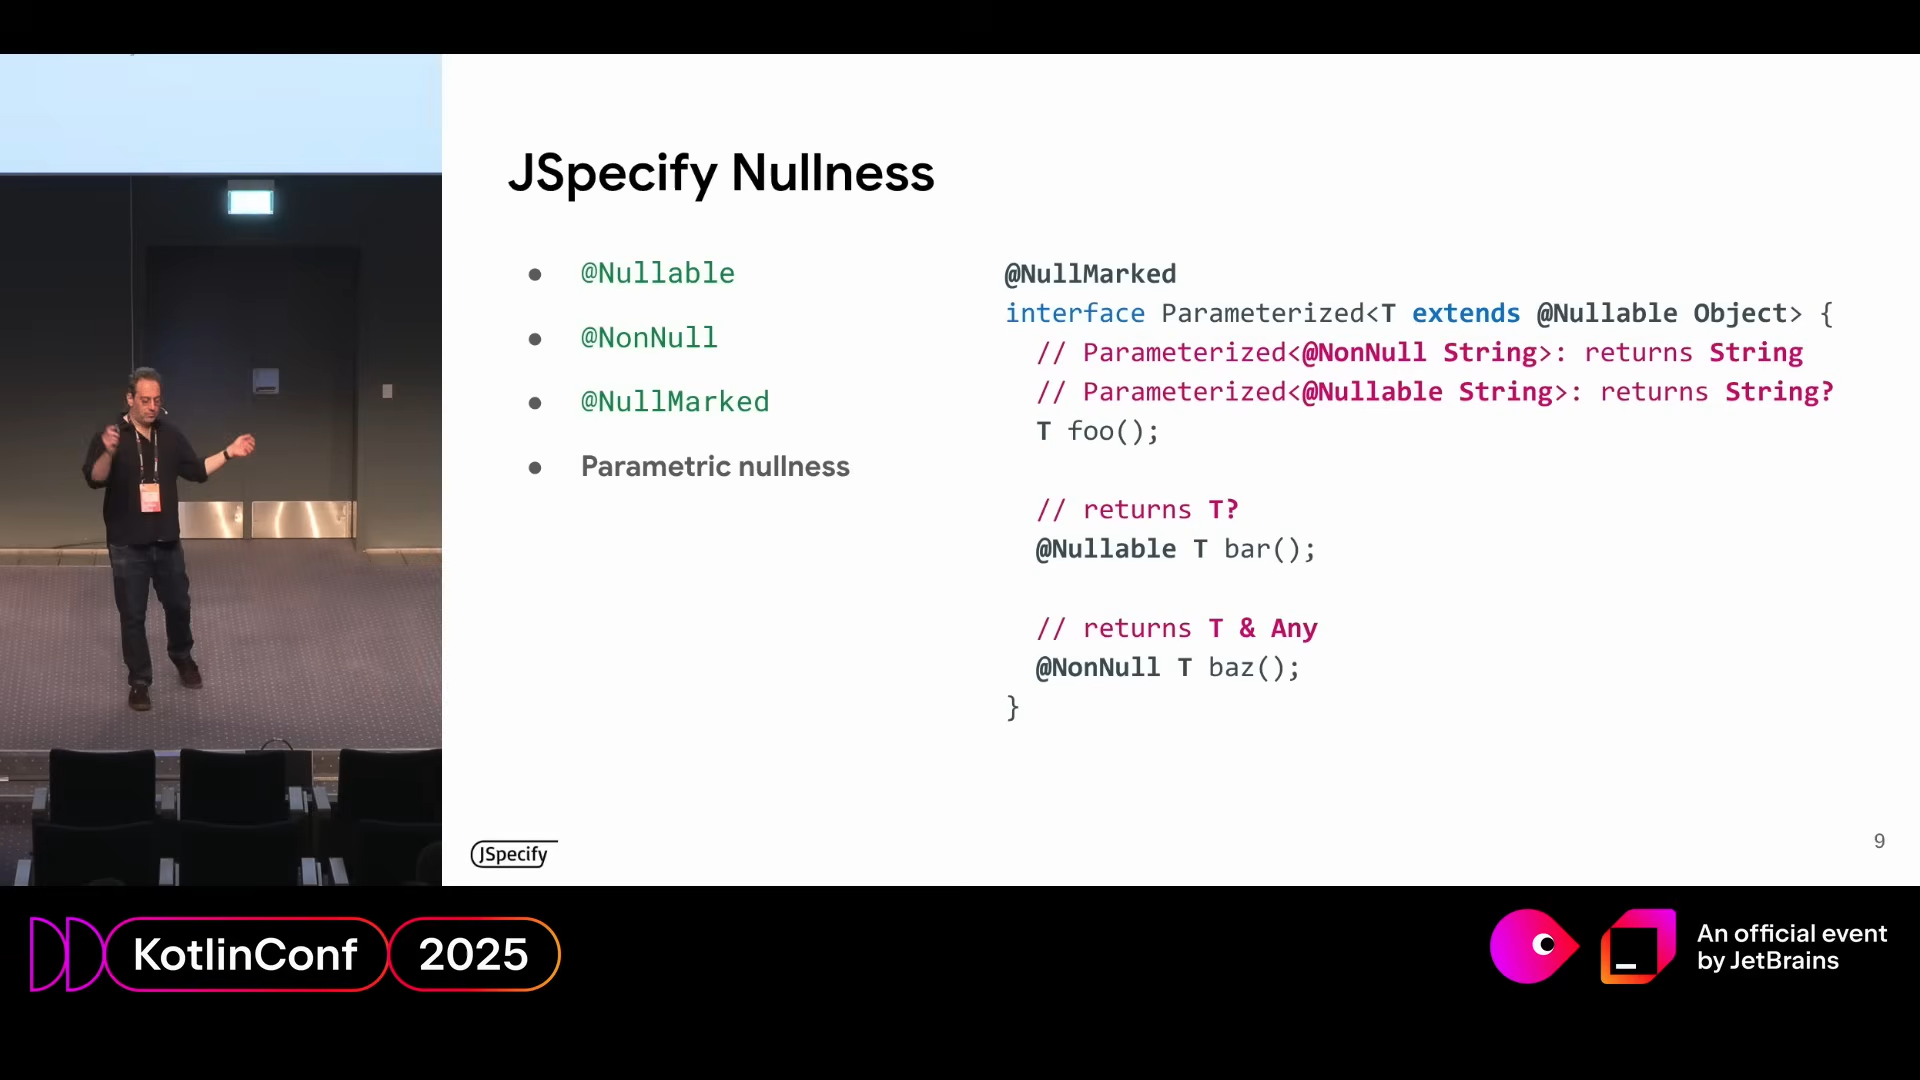 JSpecify Nullness
● @Nullable
● @NonNull
● @NullMarked
● Parametric nullness
@NullMarked
interface Parameterized<T extends @Nullable Object> {
// Parameterized<@NonNull String>: returns String
// Parameterized<@Nullable String>: returns String?
T foo();
// returns T?
@Nullable T bar();
// returns T & Any
@NonNull T baz();
}
JSpecify
9
KotlinConf 2025
An official event
by JetBrains